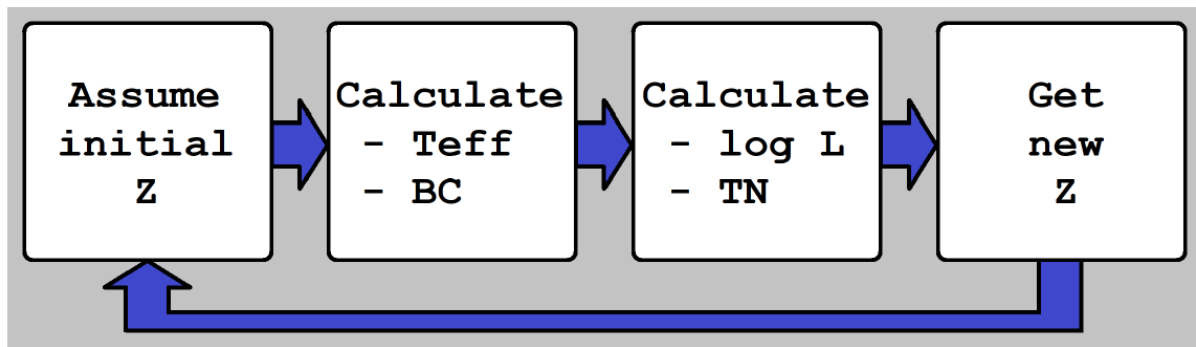 Assume
initial
Z
Calculate
- Teff
- BC
Calculate
- log L
- TN
Get
new
Z